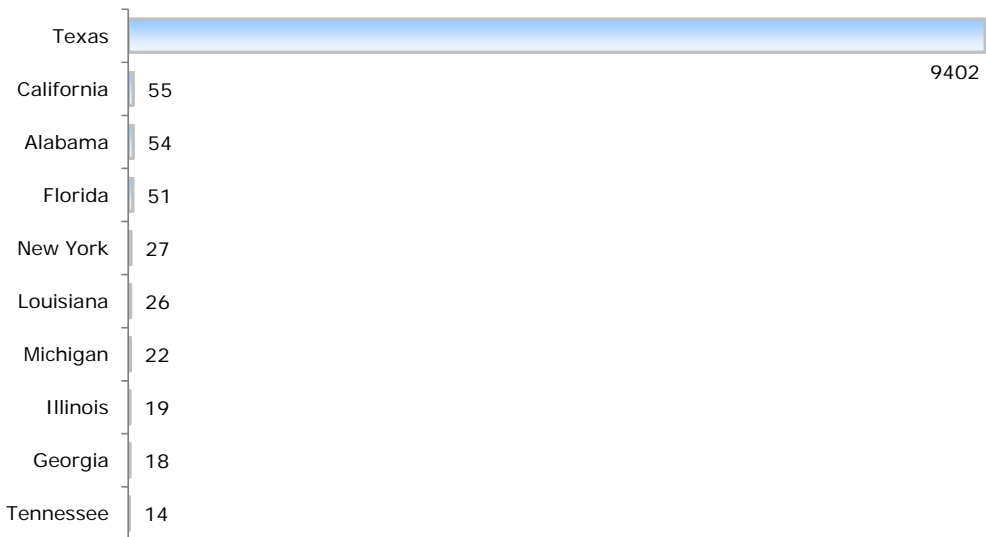 Texas
9402
California 55
Alabama 54
Florida 51
New York 27
Louisiana 26
Michigan 22
Illinois 19
Georgia 18
Tennessee 14